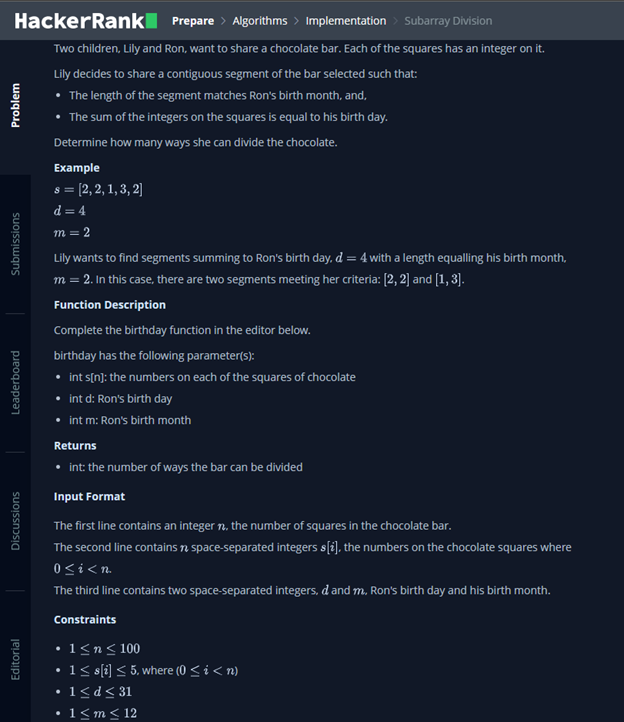 HackerRank
Prepare > Algorithms > Implementation > Subarray Division
Problem
Submissions
Leaderboard
Discussions
Editorial
Two children, Lily and Ron, want to share a chocolate bar. Each of the squares has an integer on it.
Lily decides to share a contiguous segment of the bar selected such that:
• The length of the segment matches Ron's birth month, and,
• The sum of the integers on the squares is equal to his birth day.
Determine how many ways she can divide the chocolate.
Example
s = [2, 2, 1, 3, 2]
d = 4
m = 2
Lily wants to find segments summing to Ron's birth day, d = 4 with a length equalling his birth month,
m = 2. In this case, there are two segments meeting her criteria: [2, 2] and [1, 3].
Function Description
Complete the birthday function in the editor below.
birthday has the following parameter(s):
• int s[n]: the numbers on each of the squares of chocolate
• int d: Ron's birth day
• int m: Ron's birth month
Returns
• int: the number of ways the bar can be divided
Input Format
The first line contains an integer n, the number of squares in the chocolate bar.
The second line contains n space-separated integers s[i], the numbers on the chocolate squares where
0 ≤ i < n.
The third line contains two space-separated integers, d and m, Ron's birth day and his birth month.
Constraints
• 1 ≤ n ≤ 100
• 1 ≤ s[i] ≤ 5, where (0 ≤ i < n)
• 1 ≤ d ≤ 31
• 1 ≤ m ≤ 12